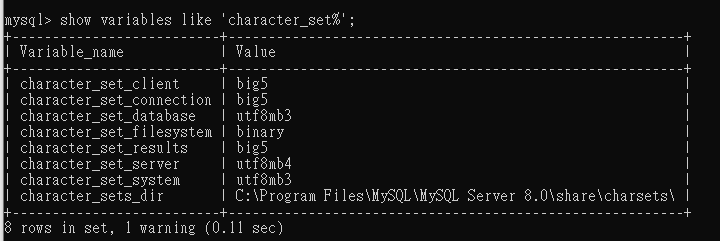 mysql> show variables like 'character_set%';
+--------------------------+---------------------------------------------------------+
| Variable_name            | Value                                                   |
+--------------------------+---------------------------------------------------------+
| character_set_client     | big5                                                    |
| character_set_connection | big5                                                    |
| character_set_database   | utf8mb3                                                 |
| character_set_filesystem | binary                                                  |
| character_set_results    | big5                                                    |
| character_set_server     | utf8mb4                                                 |
| character_set_system     | utf8mb3                                                 |
| character_sets_dir       | C:\Program Files\MySQL\MySQL Server 8.0\share\charsets\ |
+--------------------------+---------------------------------------------------------+
8 rows in set, 1 warning (0.11 sec)